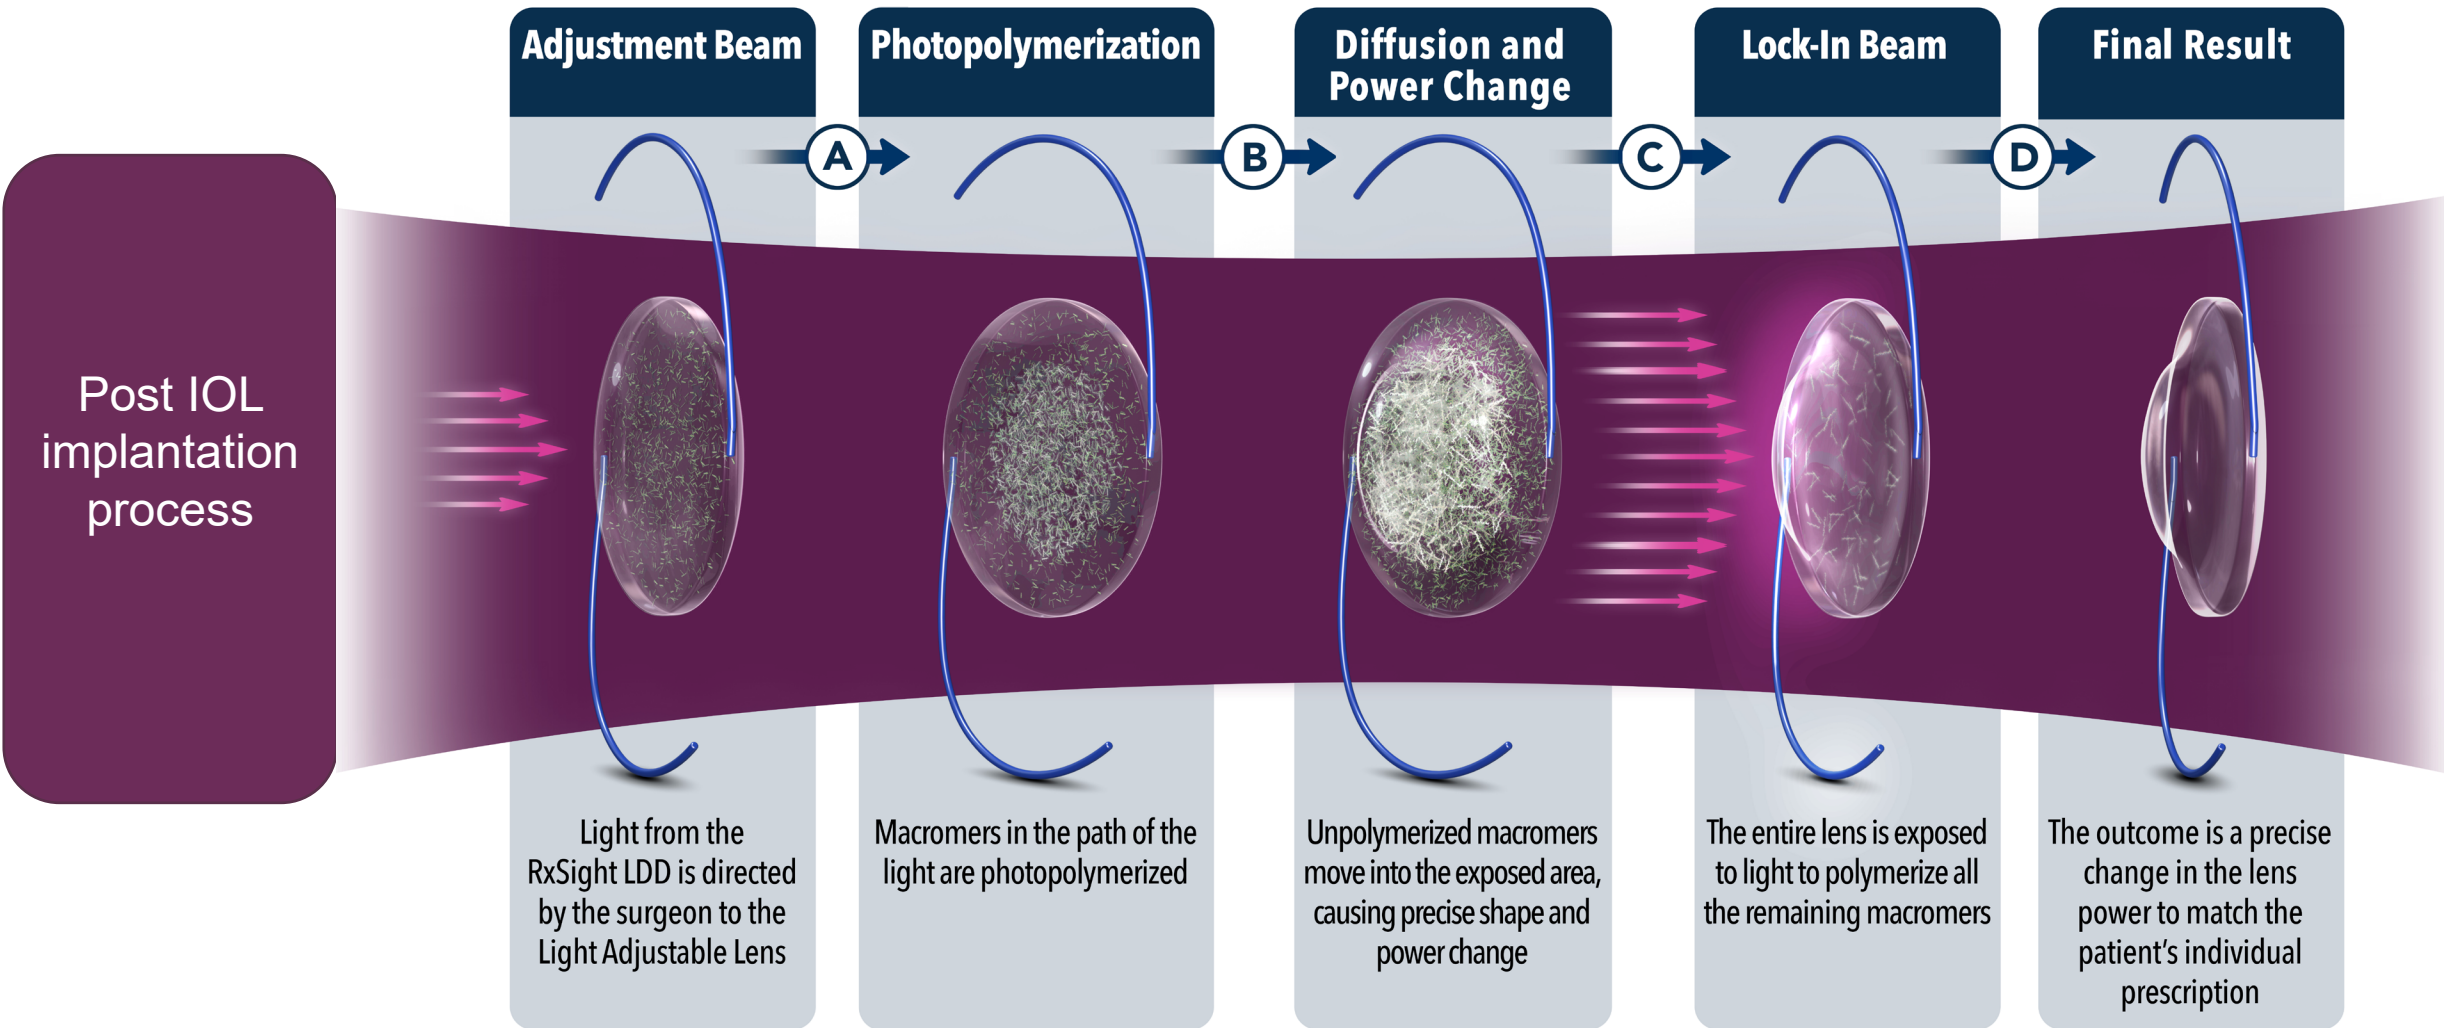 Post IOL
implantation
process
Adjustment Beam
Light from the
RxSight LDD is directed
by the surgeon to the
Light Adjustable Lens
A
Photopolymerization
Macromers in the path of the
light are photopolymerized
B
Diffusion and
Power Change
Unpolymerized macromers
move into the exposed area,
causing precise shape and
power change
C
Lock-In Beam
The entire lens is exposed
to light to polymerize all
the remaining macromers
D
Final Result
The outcome is a precise
change in the lens
power to match the
patient’s individual
prescription